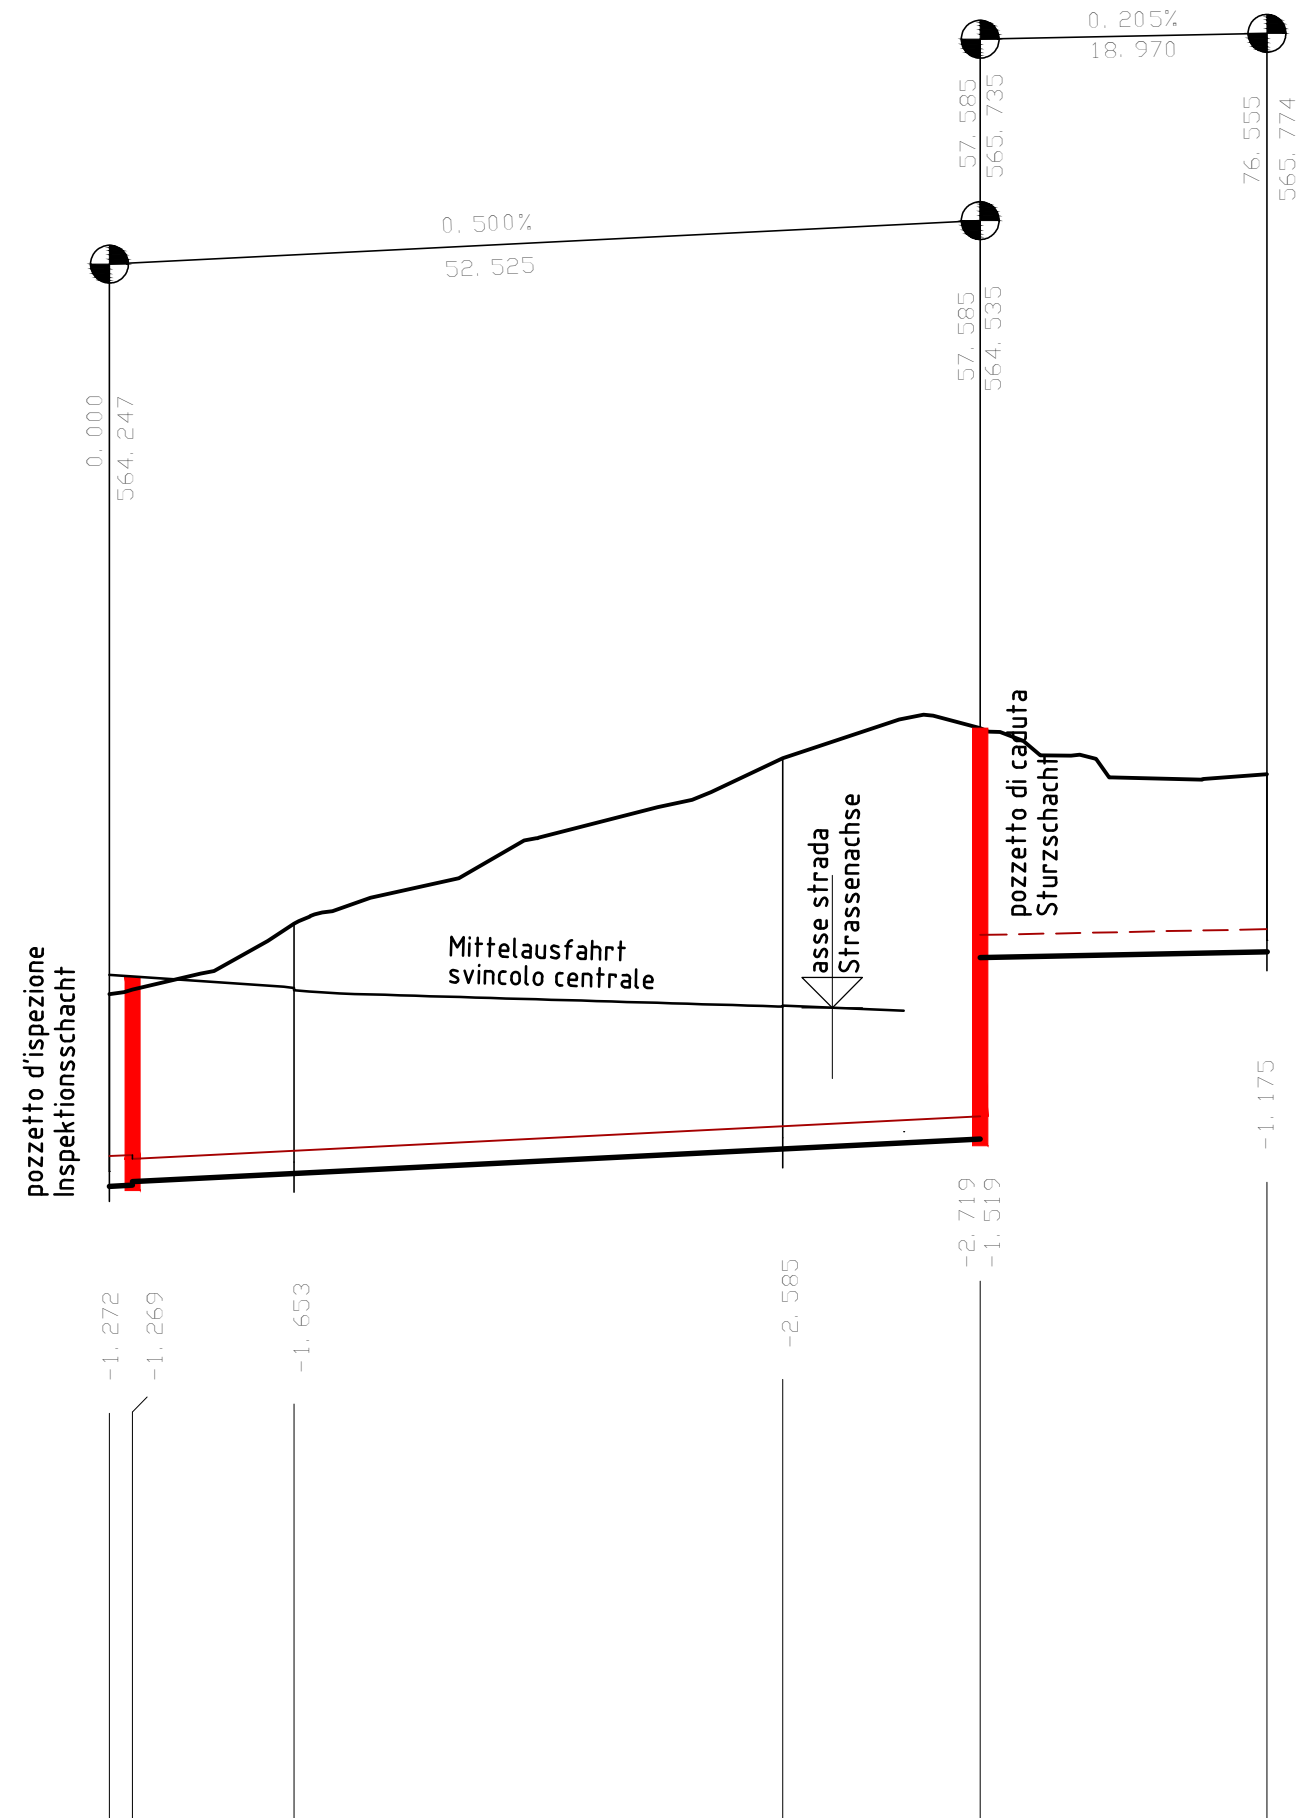 0.205%
18.970
57.585
565.735
76.555
565.774
0.500%
52.525
57.585
564.535
0.000
564.247
pozzetto di caduta
Sturzschacht
asse strada
Strassenachse
Mittelausfahrt
svincolo centrale
pozzetto d'ispezione
Inspektionsschacht
-1.175
-2.719
-1.519
-2.585
-1.653
-1.272
-1.269